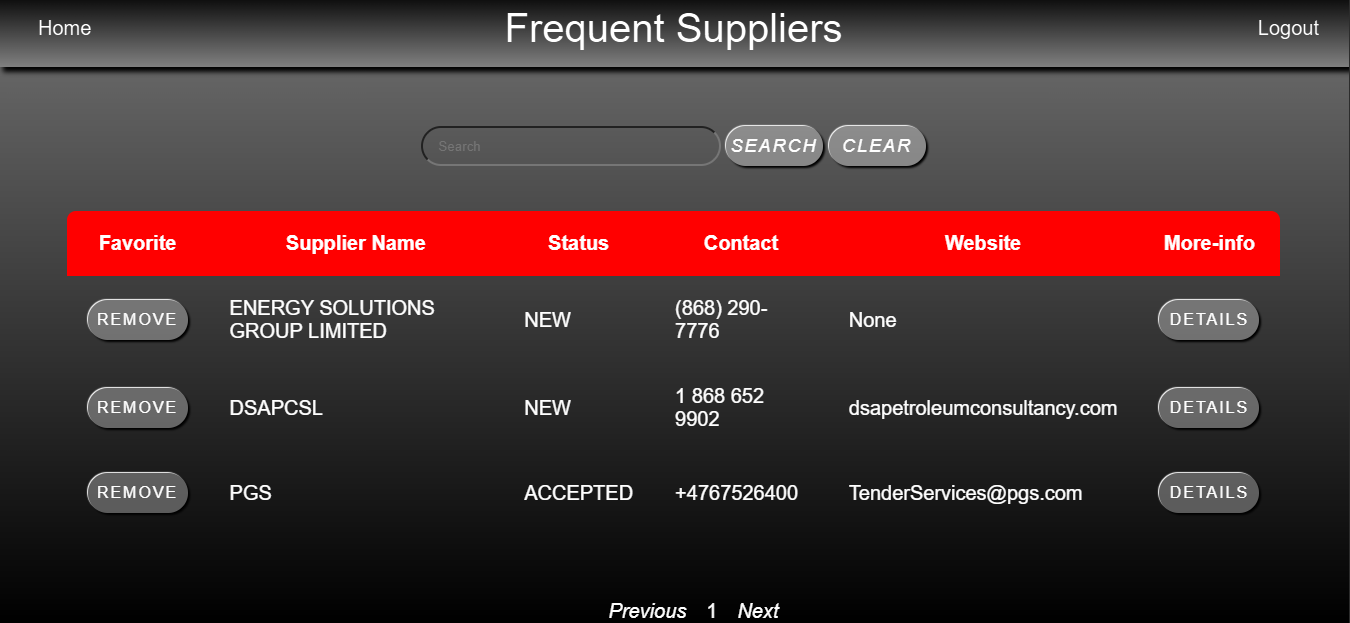 Home Frequent Suppliers Logout
Search SEARCH CLEAR
Favorite Supplier Name Status Contact Website More-info
REMOVE ENERGY SOLUTIONS GROUP LIMITED NEW (868) 290-7776 None DETAILS
REMOVE DSAPCSL NEW 1 868 652 9902 dsapetroleumconsultancy.com DETAILS
REMOVE PGS ACCEPTED +4767526400 TenderServices@pgs.com DETAILS
Previous 1 Next